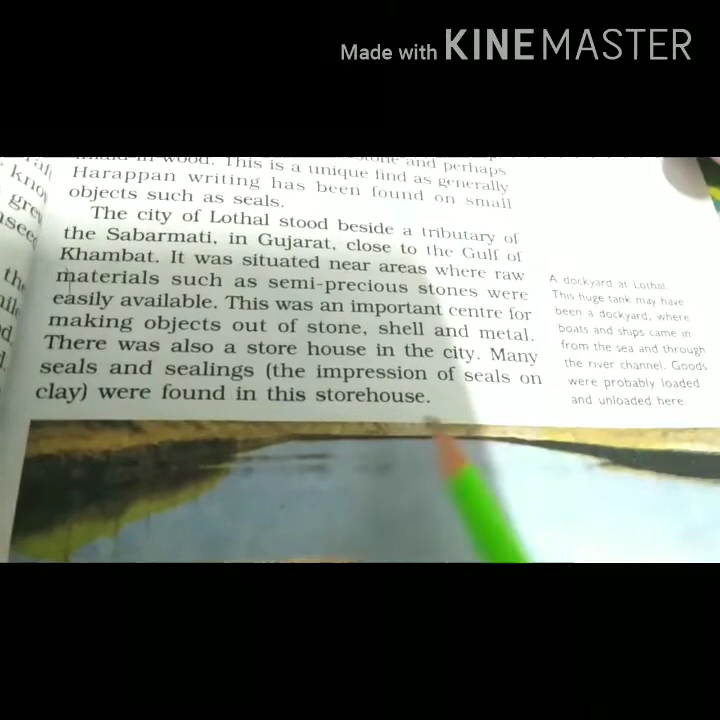 Made with KINEMASTER
in wood. This is a unique find as generally
Harappan writing has been found on small
objects such as seals.
The city of Lothal stood beside a tributary of
the Sabarmati, in Gujarat, close to the Gulf of
Khambat. It was situated near areas where raw
materials such as semi-precious stones were
easily available. This was an important centre for
making objects out of stone, shell and metal.
There was also a store house in the city. Many
seals and sealings (the impression of seals on
clay) were found in this storehouse.
A dockyard at Lothal.
This huge tank may have
been a dockyard, where
boats and ships came in
from the sea and through
the river channel. Goods
were probably loaded
and unloaded here.